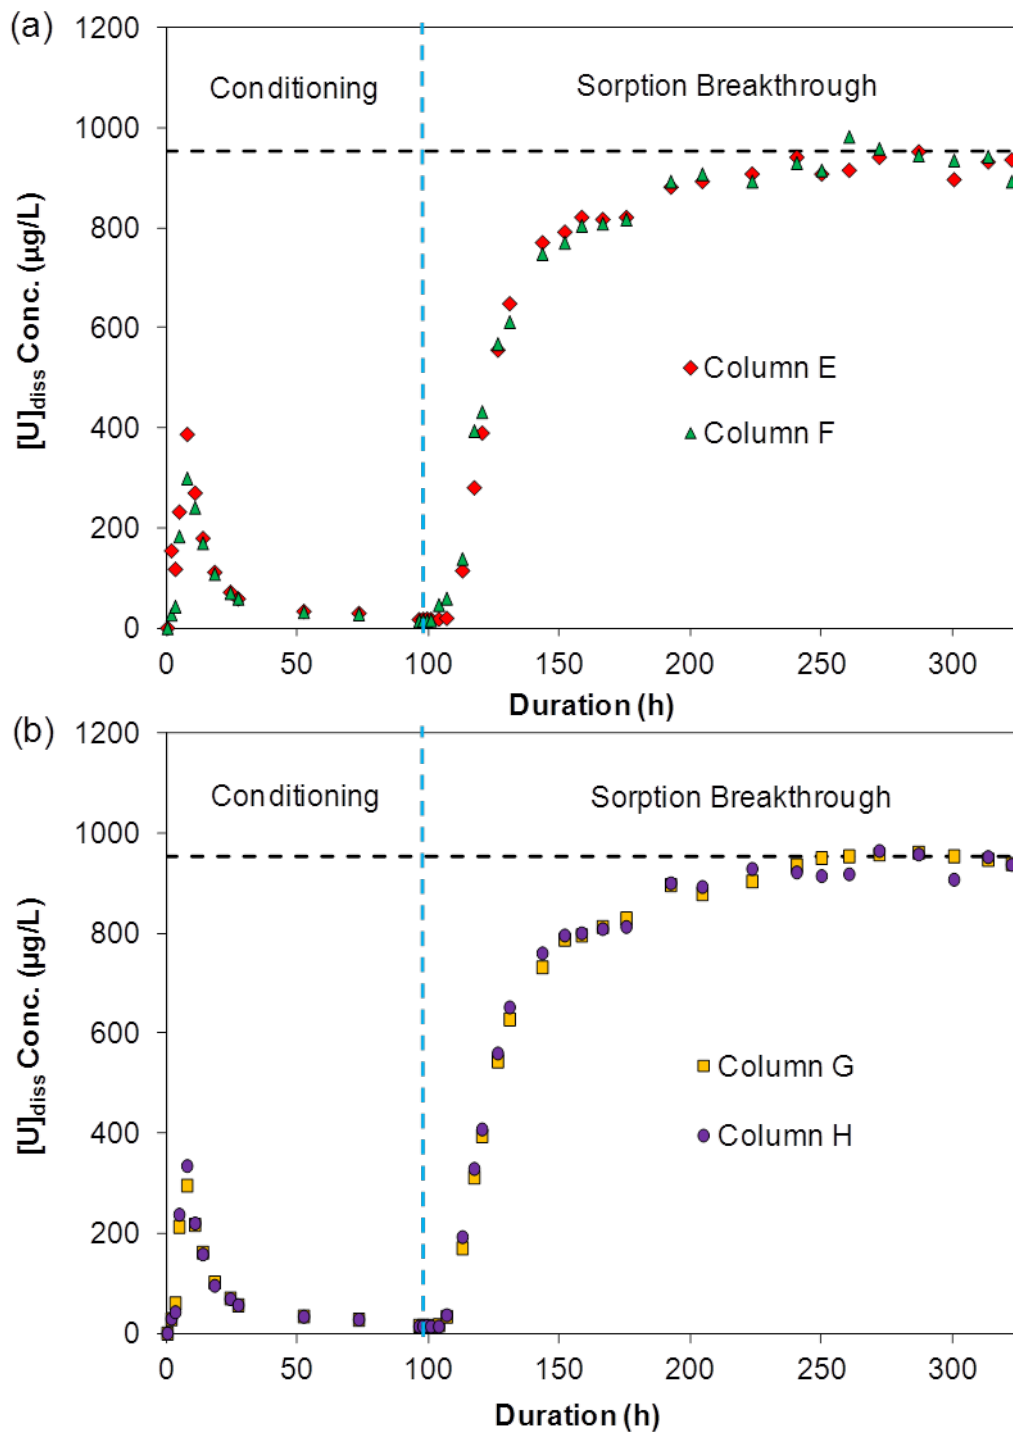 (a)
1200
1000
800
600
400
200
0
[U]diss Conc. (µg/L)
Conditioning
Sorption Breakthrough
Column E
Column F
0 50 100 150 200 250 300
Duration (h)
(b)
1200
1000
800
600
400
200
0
[U]diss Conc. (µg/L)
Conditioning
Sorption Breakthrough
Column G
Column H
0 50 100 150 200 250 300
Duration (h)